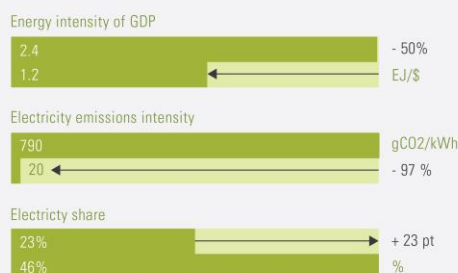 Energy intensity of GDP
2.4 - 50%
1.2 EJ/$
Electricity emissions intensity
790 gCO2/kWh
20 - 97 %
Electricty share
23% + 23 pt
46% %